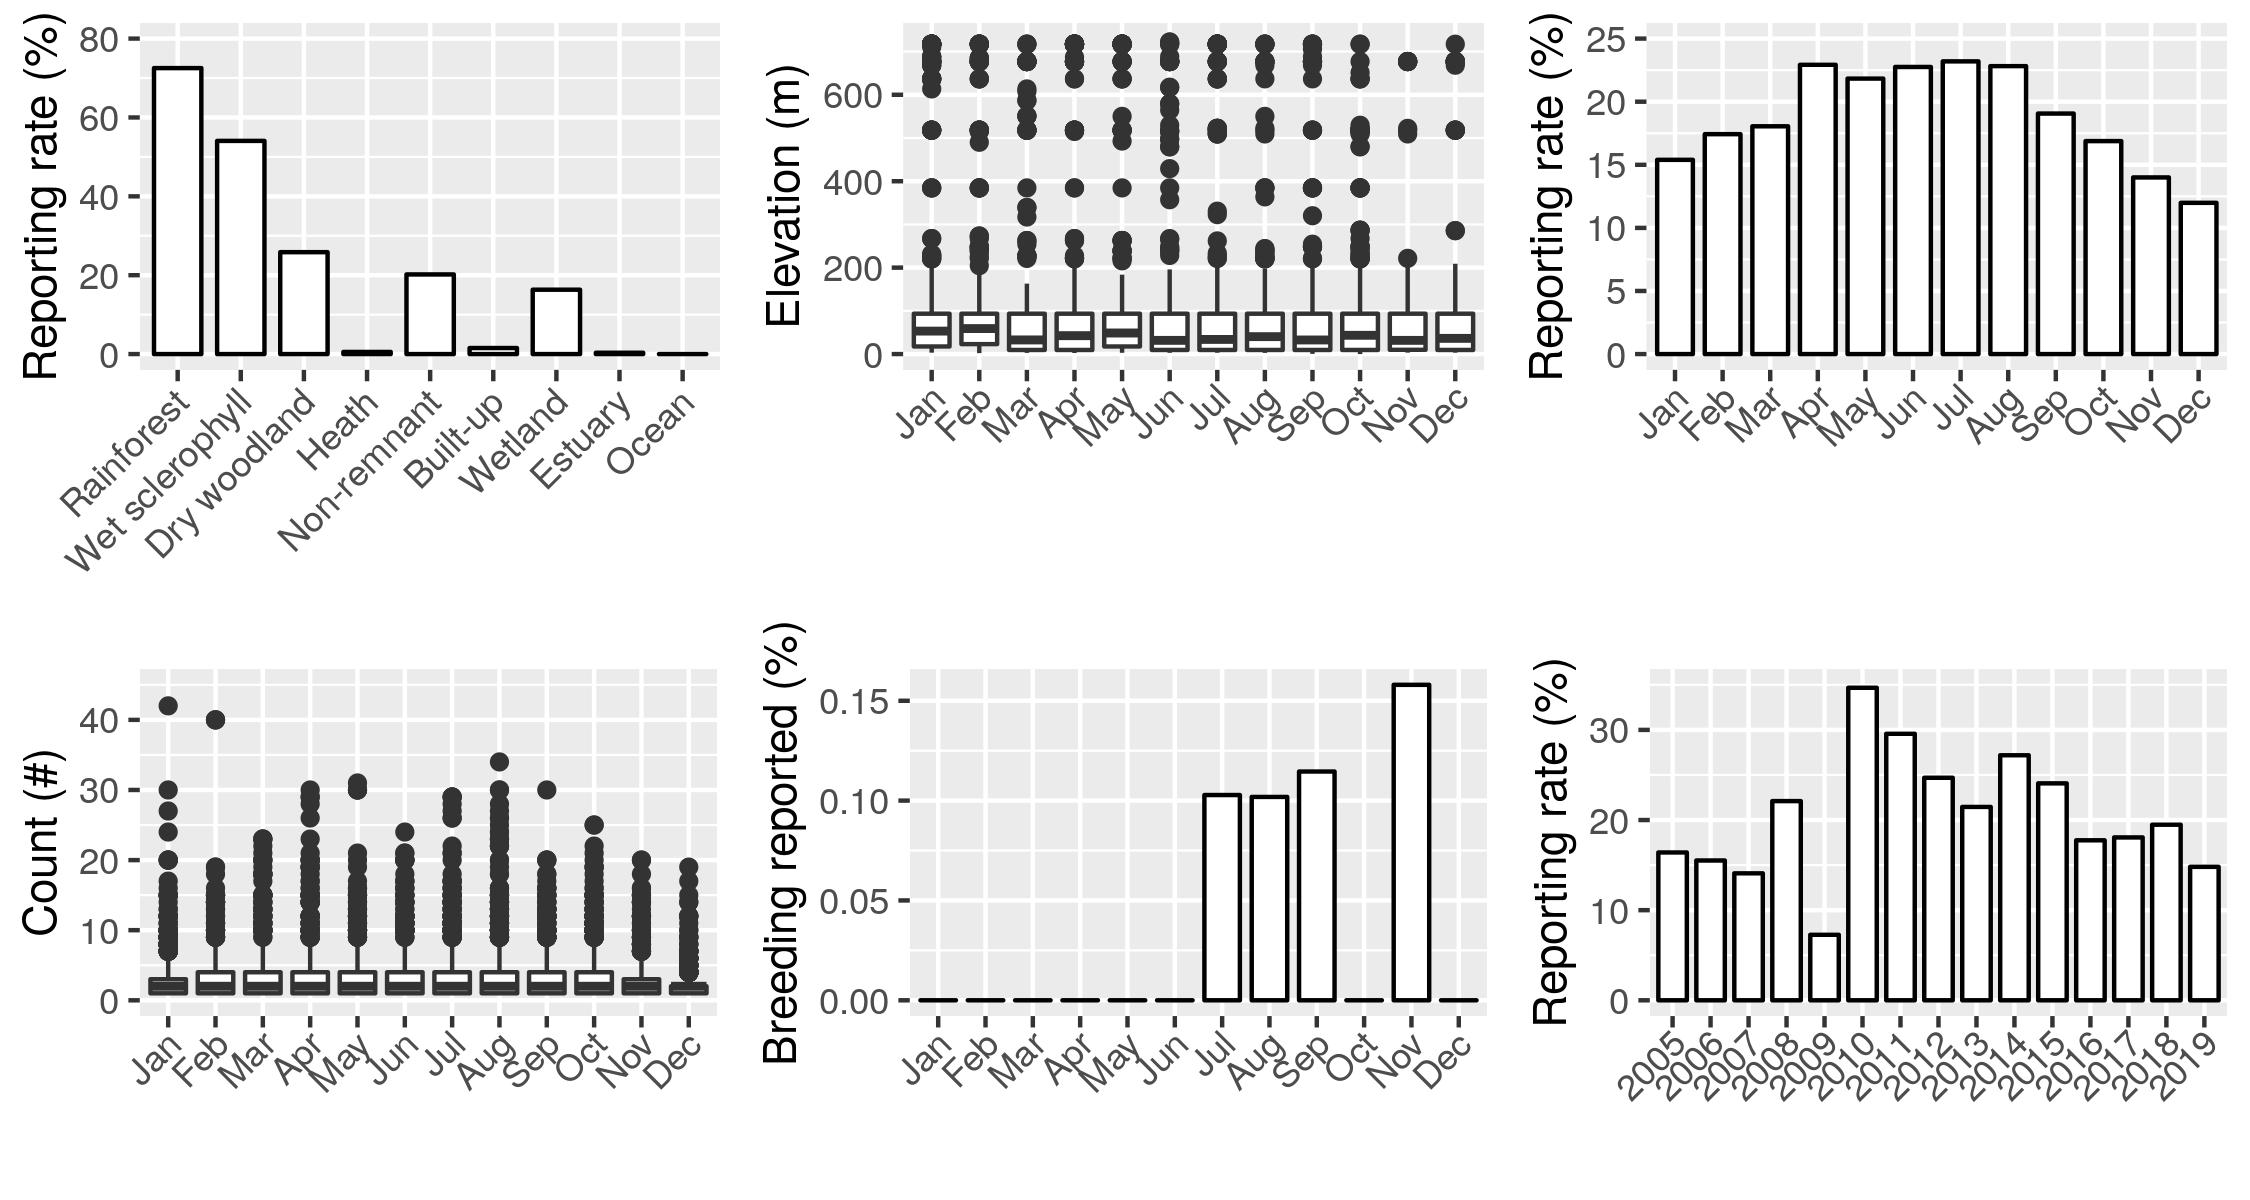 Reporting rate (%)
80
60
40
20
0
Rainforest
Wet sclerophyll
Dry woodland
Heath
Non-remnant
Built-up
Wetland
Estuary
Ocean
Elevation (m)
600
400
200
0
Jan
Feb
Mar
Apr
May
Jun
Jul
Aug
Sep
Oct
Nov
Dec
Reporting rate (%)
25
20
15
10
5
0
Jan
Feb
Mar
Apr
May
Jun
Jul
Aug
Sep
Oct
Nov
Dec
Count (#)
40
30
20
10
0
Jan
Feb
Mar
Apr
May
Jun
Jul
Aug
Sep
Oct
Nov
Dec
Breeding reported (%)
0.15
0.10
0.05
0.00
Jan
Feb
Mar
Apr
May
Jun
Jul
Aug
Sep
Oct
Nov
Dec
Reporting rate (%)
30
20
10
0
2005
2006
2007
2008
2009
2010
2011
2012
2013
2014
2015
2016
2017
2018
2019